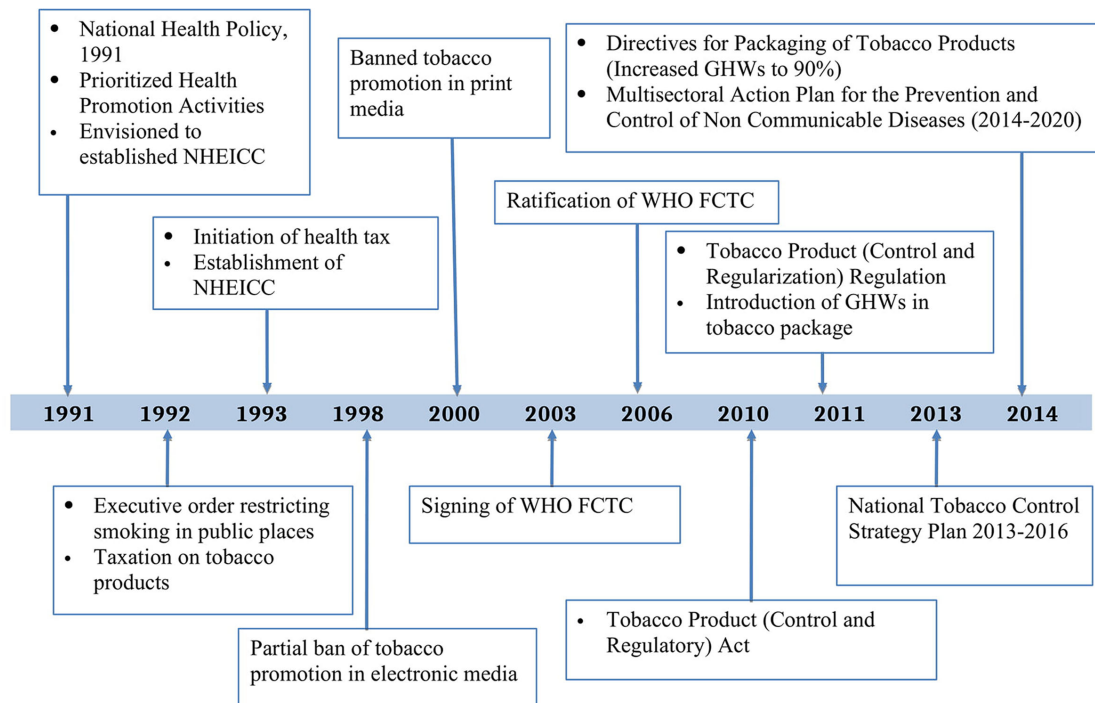 • National Health Policy,
1991
• Prioritized Health
Promotion Activities
• Envisioned to
established NHEICC
Banned tobacco
promotion in print
media
• Directives for Packaging of Tobacco Products
(Increased GHWs to 90%)
• Multisectoral Action Plan for the Prevention and
Control of Non Communicable Diseases (2014-2020)
• Initiation of health tax
• Establishment of
NHEICC
Ratification of WHO FCTC
• Tobacco Product (Control and
Regularization) Regulation
• Introduction of GHWs in
tobacco package
1991 1992 1993 1998 2000 2003 2006 2010 2011 2013 2014
• Executive order restricting
smoking in public places
• Taxation on tobacco
products
Partial ban of tobacco
promotion in electronic media
Signing of WHO FCTC
• Tobacco Product (Control and
Regulatory) Act
National Tobacco Control
Strategy Plan 2013-2016